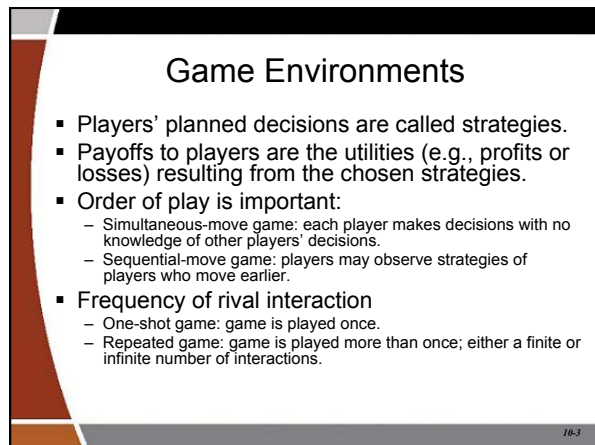 Game Environments
▪ Players’ planned decisions are called strategies.
▪ Payoffs to players are the utilities (e.g., profits or
losses) resulting from the chosen strategies.
▪ Order of play is important:
– Simultaneous-move game: each player makes decisions with no
knowledge of other players’ decisions.
– Sequential-move game: players may observe strategies of
players who move earlier.
▪ Frequency of rival interaction
– One-shot game: game is played once.
– Repeated game: game is played more than once; either a finite or
infinite number of interactions.
10-3